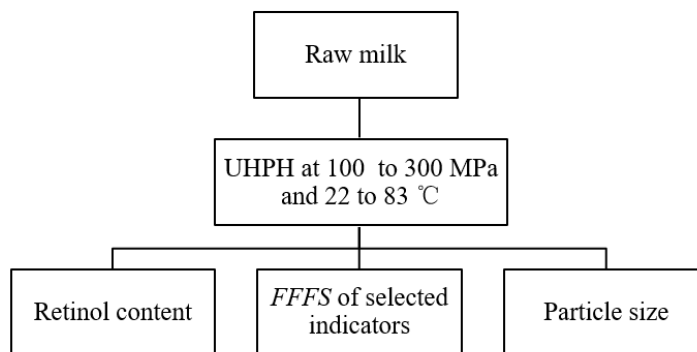 Raw milk
UHPH at 100 to 300 MPa
and 22 to 83 ℃
Retinol content
FFFS of selected
indicators
Particle size